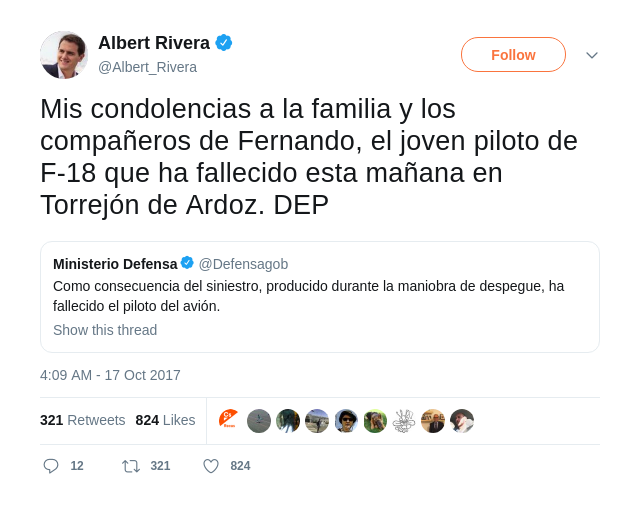 Albert Rivera
@Albert_Rivera
Follow
Mis condolencias a la familia y los
compañeros de Fernando, el joven piloto de
F-18 que ha fallecido esta mañana en
Torrejón de Ardoz. DEP
Ministerio Defensa @Defensagob
Como consecuencia del siniestro, producido durante la maniobra de despegue, ha
fallecido el piloto del avión.
Show this thread
4:09 AM - 17 Oct 2017
321 Retweets 824 Likes
12 321 824